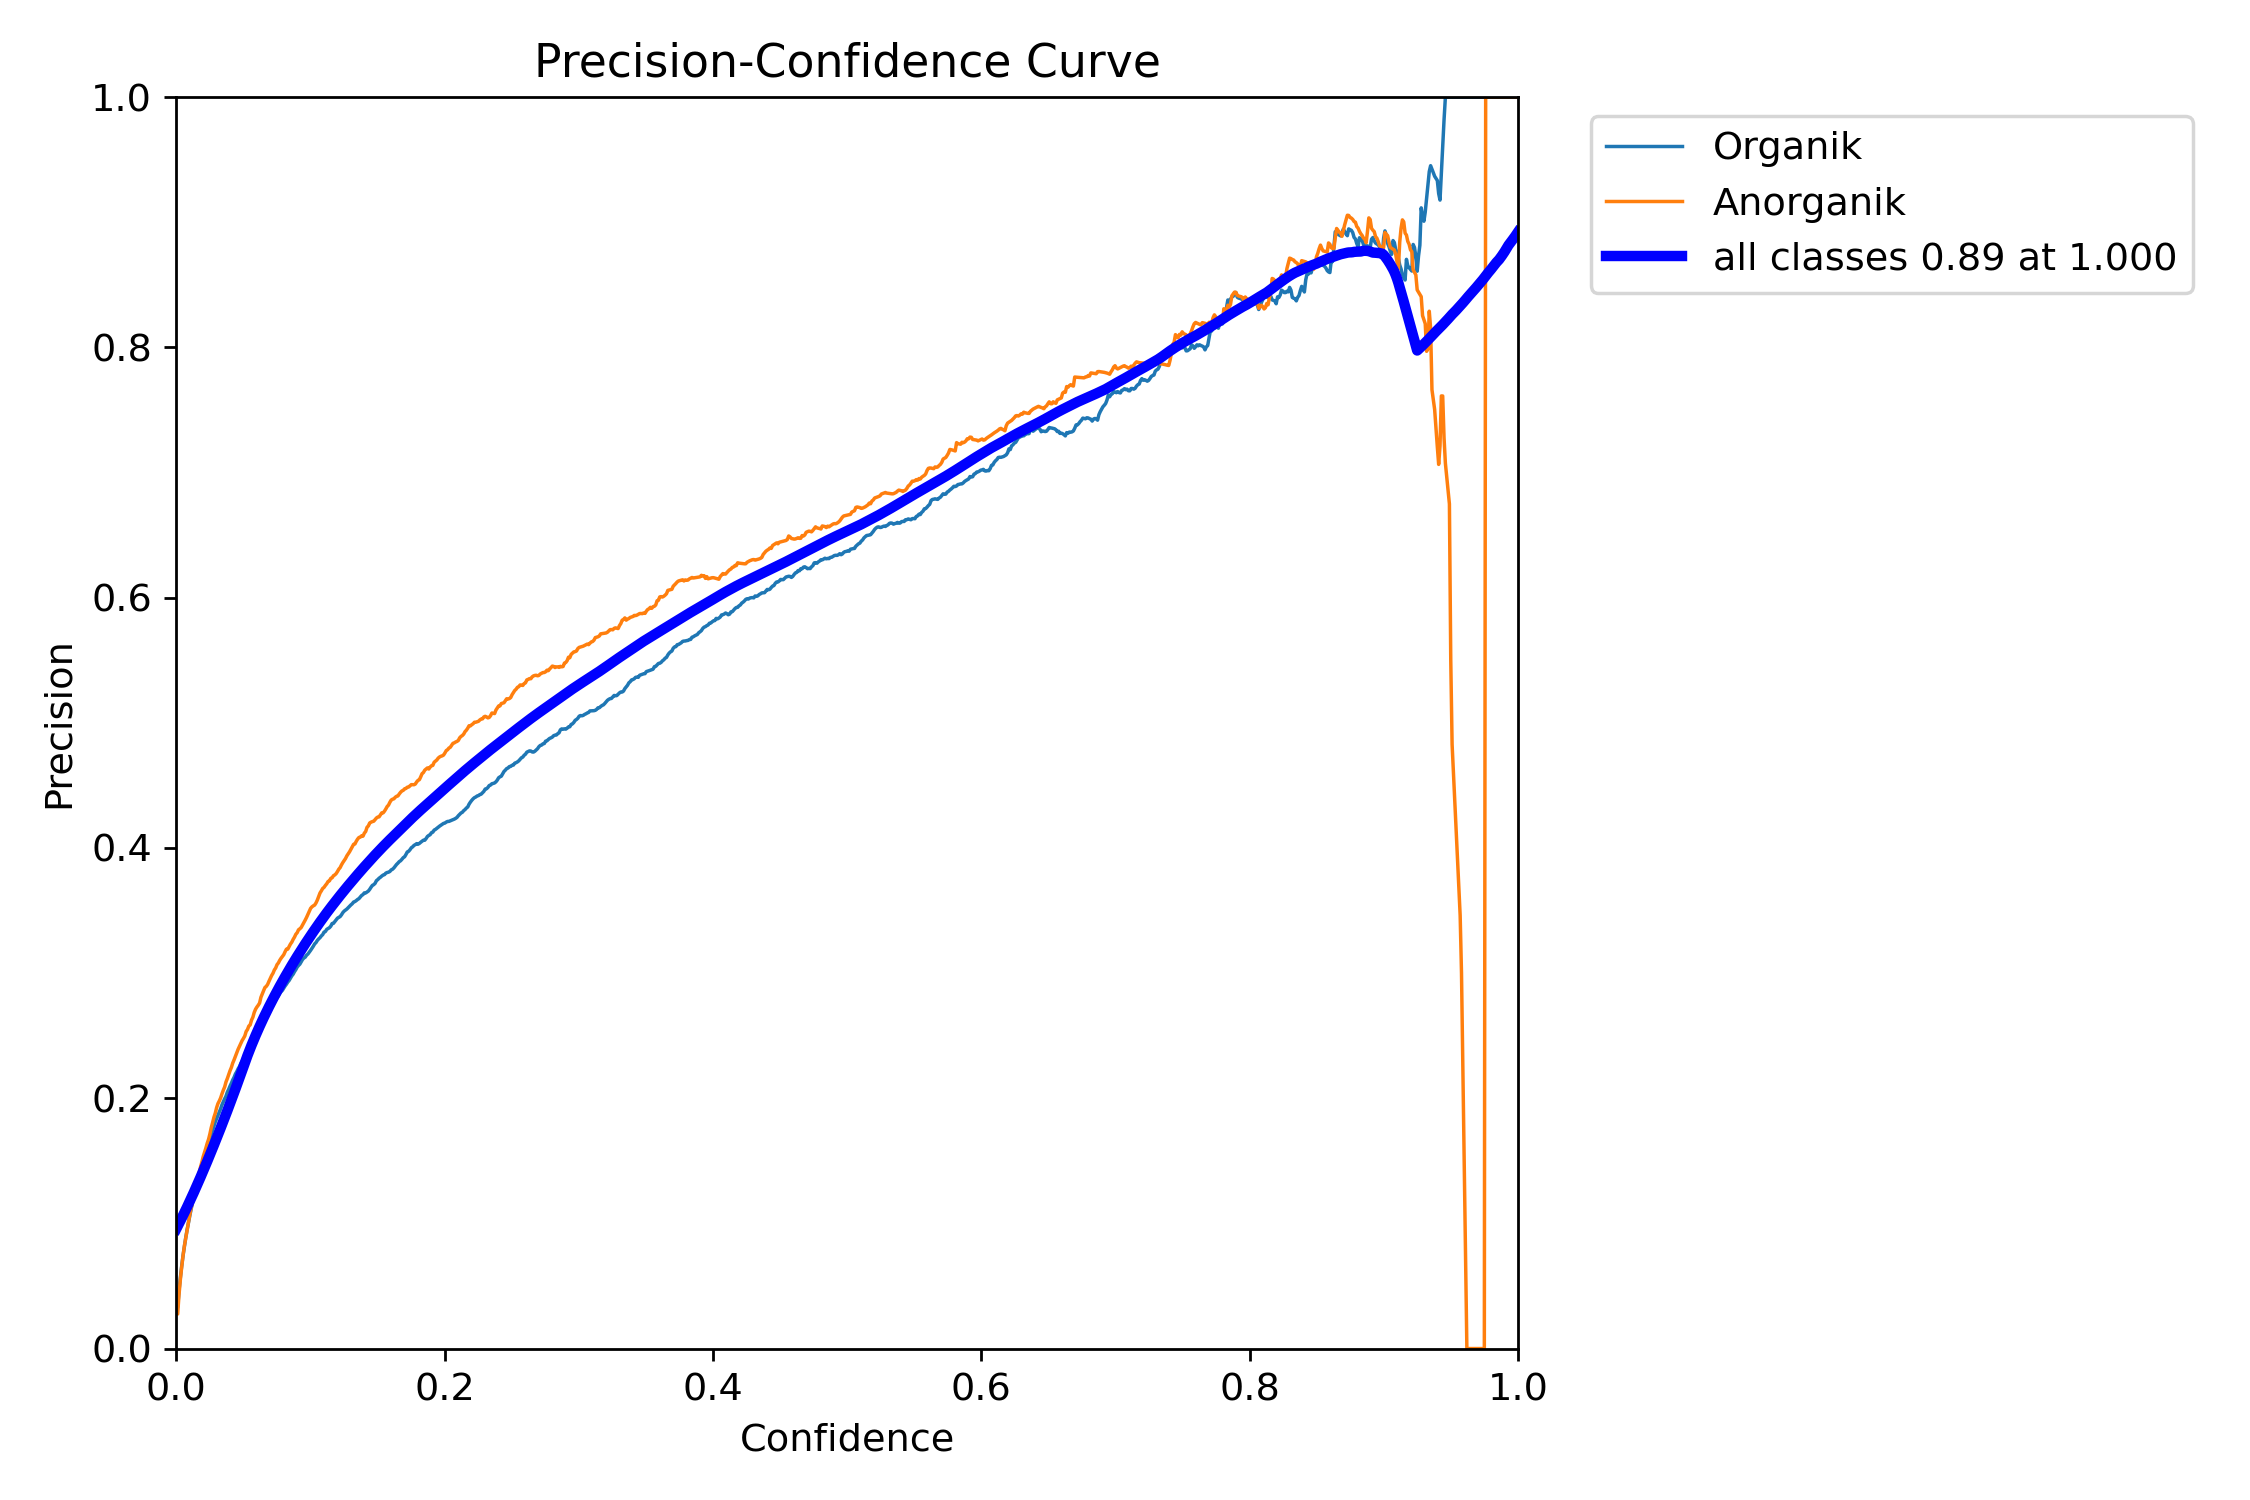 Precision-Confidence Curve
1.0
0.8
0.6
0.4
0.2
0.0
Precision
0.0 0.2 0.4 0.6 0.8 1.0
Confidence
Organik
Anorganik
all classes 0.89 at 1.000